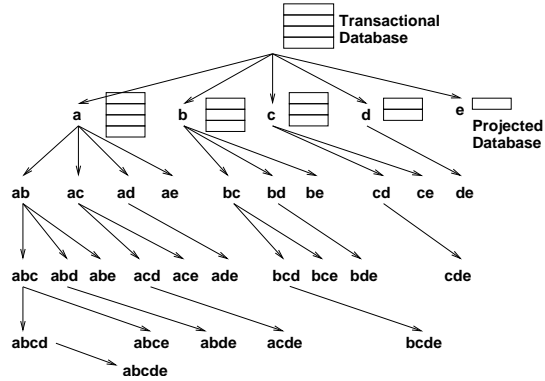 Transactional
Database
a b c d e
Projected
Database
ab ac ad ae bc bd be cd ce de
abc abd abe acd ace ade bcd bce bde cde
abcd abce abde acde bcde
abcde